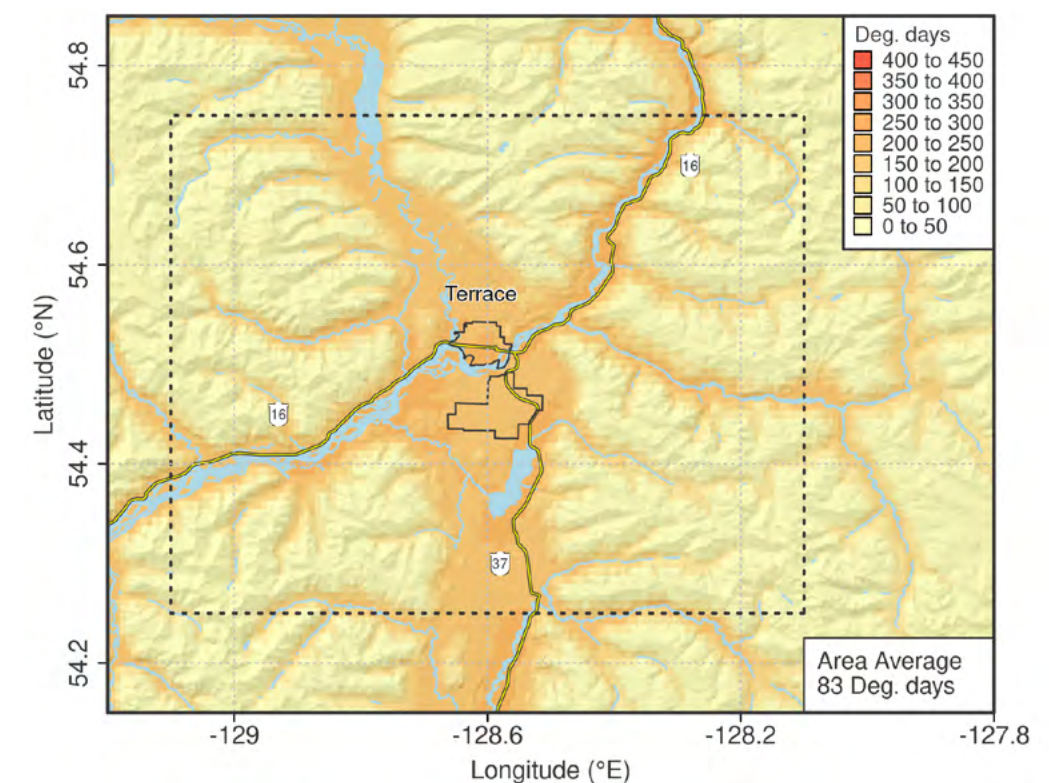 Deg. days
400 to 450
350 to 400
300 to 350
250 to 300
200 to 250
150 to 200
100 to 150
50 to 100
0 to 50
54.8
16
54.6
Terrace
Latitude (°N)
16
54.4
37
54.2
Area Average
83 Deg. days
-129
-128.6
-128.2
-127.8
Longitude (°E)